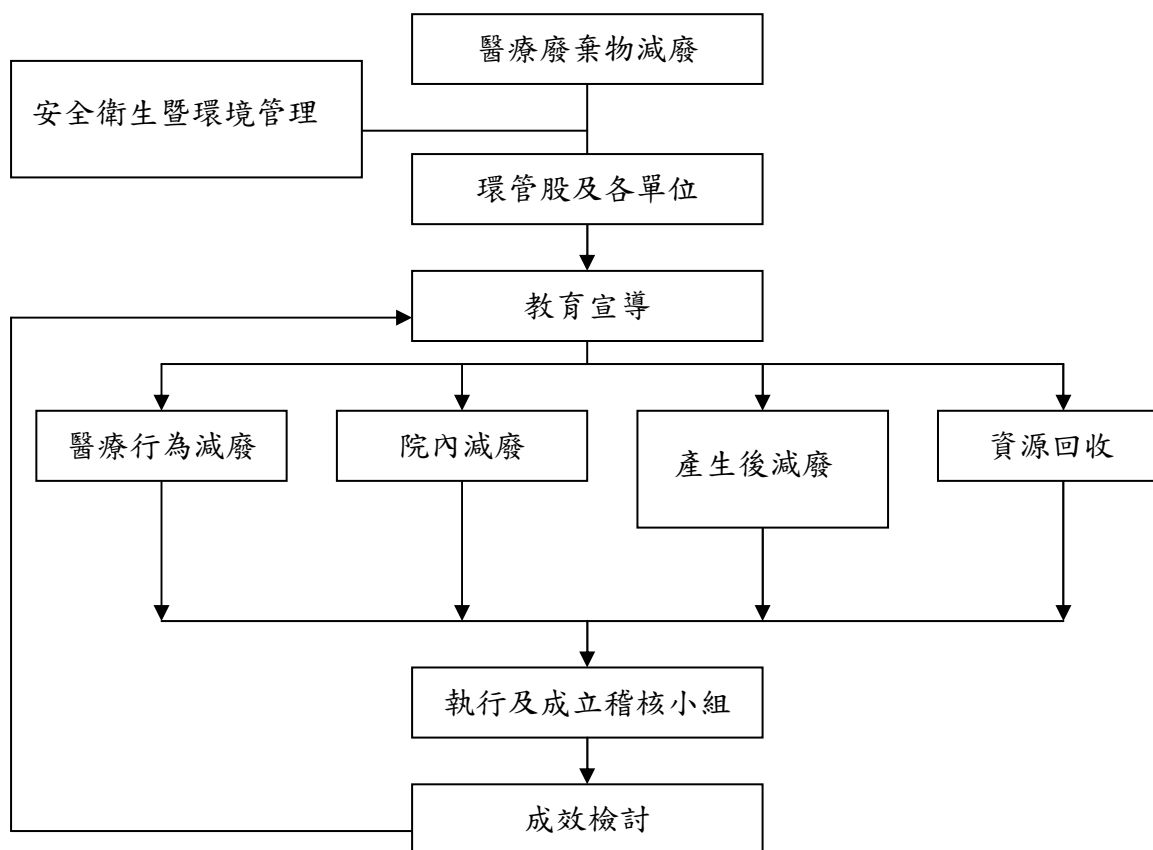 醫療廢棄物減廢
安全衛生暨環境管理
環管股及各單位
教育宣導
醫療行為減廢
院內減廢
產生後減廢
資源回收
執行及成立稽核小組
成效檢討